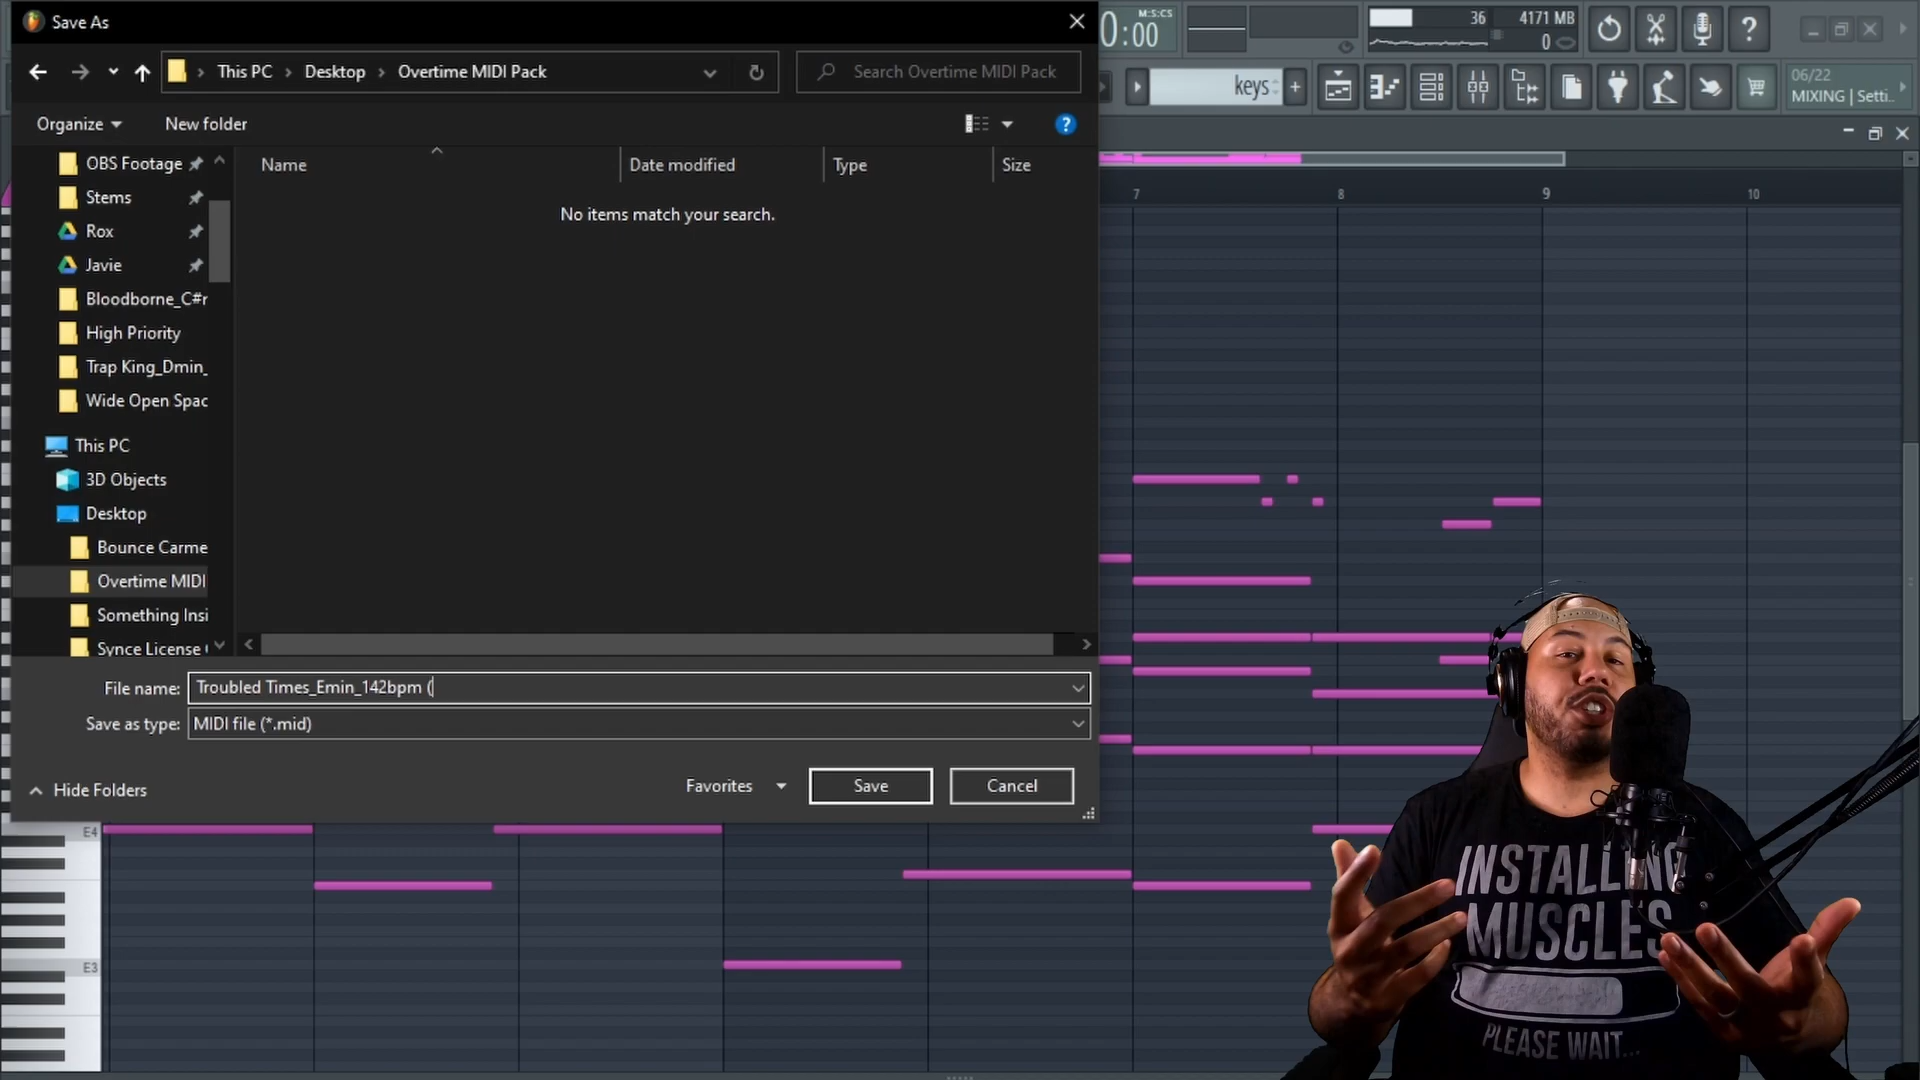 Save As
0:00
M:S:CS
36
4171 MB
0
This PC
Desktop
Overtime MIDI Pack
Search Overtime MIDI Pack
keys
06/22
MIXING | Setti..
Organize
New folder
Name
Date modified
Type
Size
No items match your search.
OBS Footage
Stems
Rox
Javie
Bloodborne_C#r
High Priority
Trap King_Dmin_
Wide Open Spac
This PC
3D Objects
Desktop
Bounce Carme
Overtime MIDI
Something Insi
Synce License
7
8
9
10
File name:
Troubled Times_Emin_142bpm (
Save as type:
MIDI file (*.mid)
Hide Folders
Favorites
Save
Cancel
E4
E3
INSTALLING
MUSCLES
PLEASE WAIT...